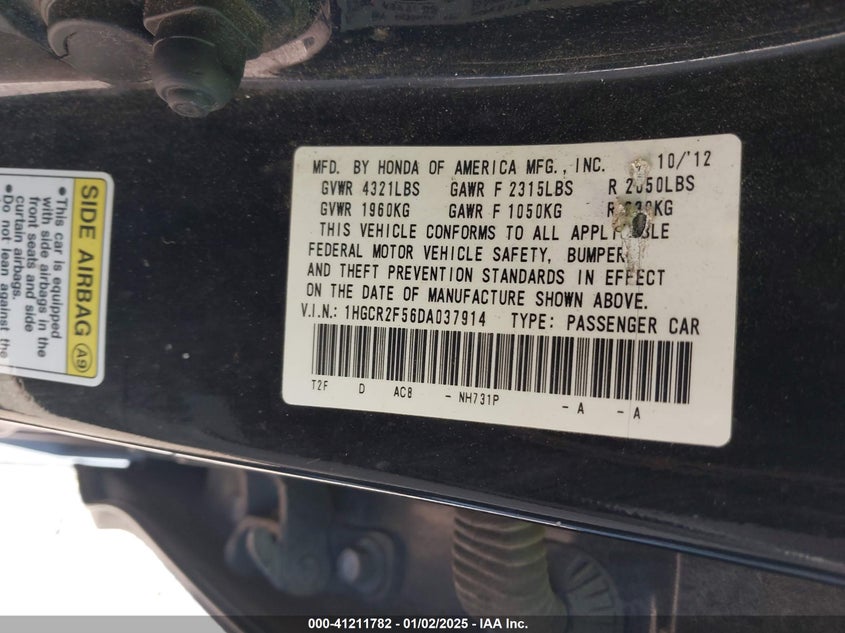 MFD. BY HONDA OF AMERICA MFG., INC. 10/'12
GVWR 4321LBS GAWR F 2315LBS R 2050LBS
GVWR 1960KG GAWR F 1050KG
THIS VEHICLE CONFORMS TO ALL APPLICABLE
FEDERAL MOTOR VEHICLE SAFETY, BUMPER,
AND THEFT PREVENTION STANDARDS IN EFFECT
ON THE DATE OF MANUFACTURE SHOWN ABOVE.
V.I.N.: 1HGCR2F56DA037914 TYPE: PASSENGER CAR
T2F D AC8 - NH731P - A - A
SIDE AIRBAG A9
•This car is equipped
with side airbags in the
front seats and side
curtain airbags.
•Do not lean against the
000-41211782 - 01/02/2025 - IAA Inc.